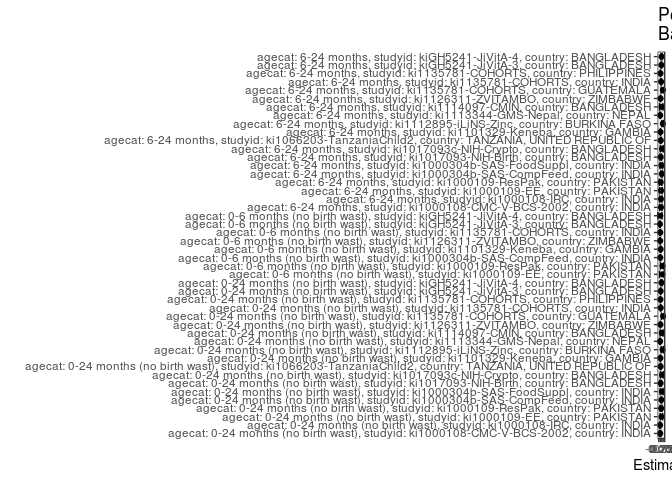 Po
Ba
agecat: 6-24 months, studyid: kiGH5241-JiVitA-4, country: BANGLADESH
agecat: 6-24 months, studyid: kiGH5241-JiVitA-3, country: BANGLADESH
agecat: 6-24 months, studyid: ki1135781-COHORTS, country: PHILIPPINES
agecat: 6-24 months, studyid: ki1135781-COHORTS, country: INDIA
agecat: 6-24 months, studyid: ki1135781-COHORTS, country: GUATEMALA
agecat: 6-24 months, studyid: ki1126311-ZVITAMBO, country: ZIMBABWE
agecat: 6-24 months, studyid: ki1114097-CMIN, country: BANGLADESH
agecat: 6-24 months, studyid: ki1113344-GMS-Nepal, country: NEPAL
agecat: 6-24 months, studyid: ki1112895-iLiNS-Zinc, country: BURKINA FASO
agecat: 6-24 months, studyid: ki1101329-Keneba, country: GAMBIA
agecat: 6-24 months, studyid: ki1066203-TanzaniaChild2, country: TANZANIA, UNITED REPUBLIC OF
agecat: 6-24 months, studyid: ki1017093c-NIH-Crypto, country: BANGLADESH
agecat: 6-24 months, studyid: ki1017093-NIH-Birth, country: BANGLADESH
agecat: 6-24 months, studyid: ki1000304b-SAS-FoodSuppl, country: INDIA
agecat: 6-24 months, studyid: ki1000304b-SAS-CompFeed, country: INDIA
agecat: 6-24 months, studyid: ki1000109-ResPak, country: PAKISTAN
agecat: 6-24 months, studyid: ki1000109-EE, country: PAKISTAN
agecat: 6-24 months, studyid: ki1000108-IRC, country: INDIA
agecat: 6-24 months, studyid: ki1000108-CMC-V-BCS-2002, country: INDIA
agecat: 0-6 months (no birth wast), studyid: kiGH5241-JiVitA-4, country: BANGLADESH
agecat: 0-6 months (no birth wast), studyid: kiGH5241-JiVitA-3, country: BANGLADESH
agecat: 0-6 months (no birth wast), studyid: ki1135781-COHORTS, country: INDIA
agecat: 0-6 months (no birth wast), studyid: ki1126311-ZVITAMBO, country: ZIMBABWE
agecat: 0-6 months (no birth wast), studyid: ki1101329-Keneba, country: GAMBIA
agecat: 0-6 months (no birth wast), studyid: ki1000304b-SAS-CompFeed, country: INDIA
agecat: 0-6 months (no birth wast), studyid: ki1000109-ResPak, country: PAKISTAN
agecat: 0-6 months (no birth wast), studyid: ki1000109-EE, country: PAKISTAN
agecat: 0-24 months (no birth wast), studyid: kiGH5241-JiVitA-4, country: BANGLADESH
agecat: 0-24 months (no birth wast), studyid: kiGH5241-JiVitA-3, country: BANGLADESH
agecat: 0-24 months (no birth wast), studyid: ki1135781-COHORTS, country: PHILIPPINES
agecat: 0-24 months (no birth wast), studyid: ki1135781-COHORTS, country: INDIA
agecat: 0-24 months (no birth wast), studyid: ki1135781-COHORTS, country: GUATEMALA
agecat: 0-24 months (no birth wast), studyid: ki1126311-ZVITAMBO, country: ZIMBABWE
agecat: 0-24 months (no birth wast), studyid: ki1114097-CMIN, country: BANGLADESH
agecat: 0-24 months (no birth wast), studyid: ki1113344-GMS-Nepal, country: NEPAL
agecat: 0-24 months (no birth wast), studyid: ki1112895-iLiNS-Zinc, country: BURKINA FASO
agecat: 0-24 months (no birth wast), studyid: ki1101329-Keneba, country: GAMBIA
agecat: 0-24 months (no birth wast), studyid: ki1066203-TanzaniaChild2, country: TANZANIA, UNITED REPUBLIC OF
agecat: 0-24 months (no birth wast), studyid: ki1017093c-NIH-Crypto, country: BANGLADESH
agecat: 0-24 months (no birth wast), studyid: ki1017093-NIH-Birth, country: BANGLADESH
agecat: 0-24 months (no birth wast), studyid: ki1000304b-SAS-FoodSuppl, country: INDIA
agecat: 0-24 months (no birth wast), studyid: ki1000304b-SAS-CompFeed, country: INDIA
agecat: 0-24 months (no birth wast), studyid: ki1000109-ResPak, country: PAKISTAN
agecat: 0-24 months (no birth wast), studyid: ki1000109-EE, country: PAKISTAN
agecat: 0-24 months (no birth wast), studyid: ki1000108-IRC, country: INDIA
agecat: 0-24 months (no birth wast), studyid: ki1000108-CMC-V-BCS-2002, country: INDIA
Estima